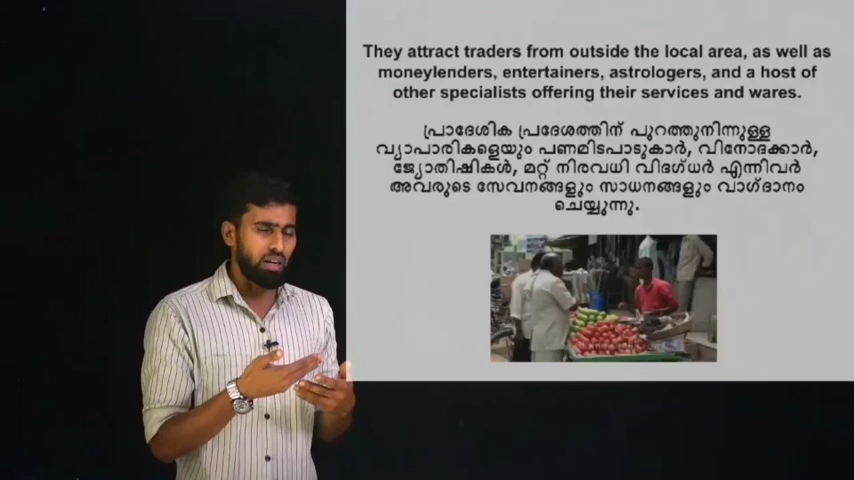 They attract traders from outside the local area, as well as
moneylenders, entertainers, astrologers, and a host of
other specialists offering their services and wares.
പ്രാദേശിക പ്രദേശത്തിന് പുറത്തുനിന്നുള്ള
വ്യാപാരികളെയും പണമിടപാടുകാർ, വിനോദക്കാർ,
ജ്യോതിഷികൾ, മറ്റ് നിരവധി വിദഗ്ധർ എന്നിവർ
അവരുടെ സേവനങ്ങളും സാധനങ്ങളും വാഗ്ദാനം
ചെയ്യുന്നു.